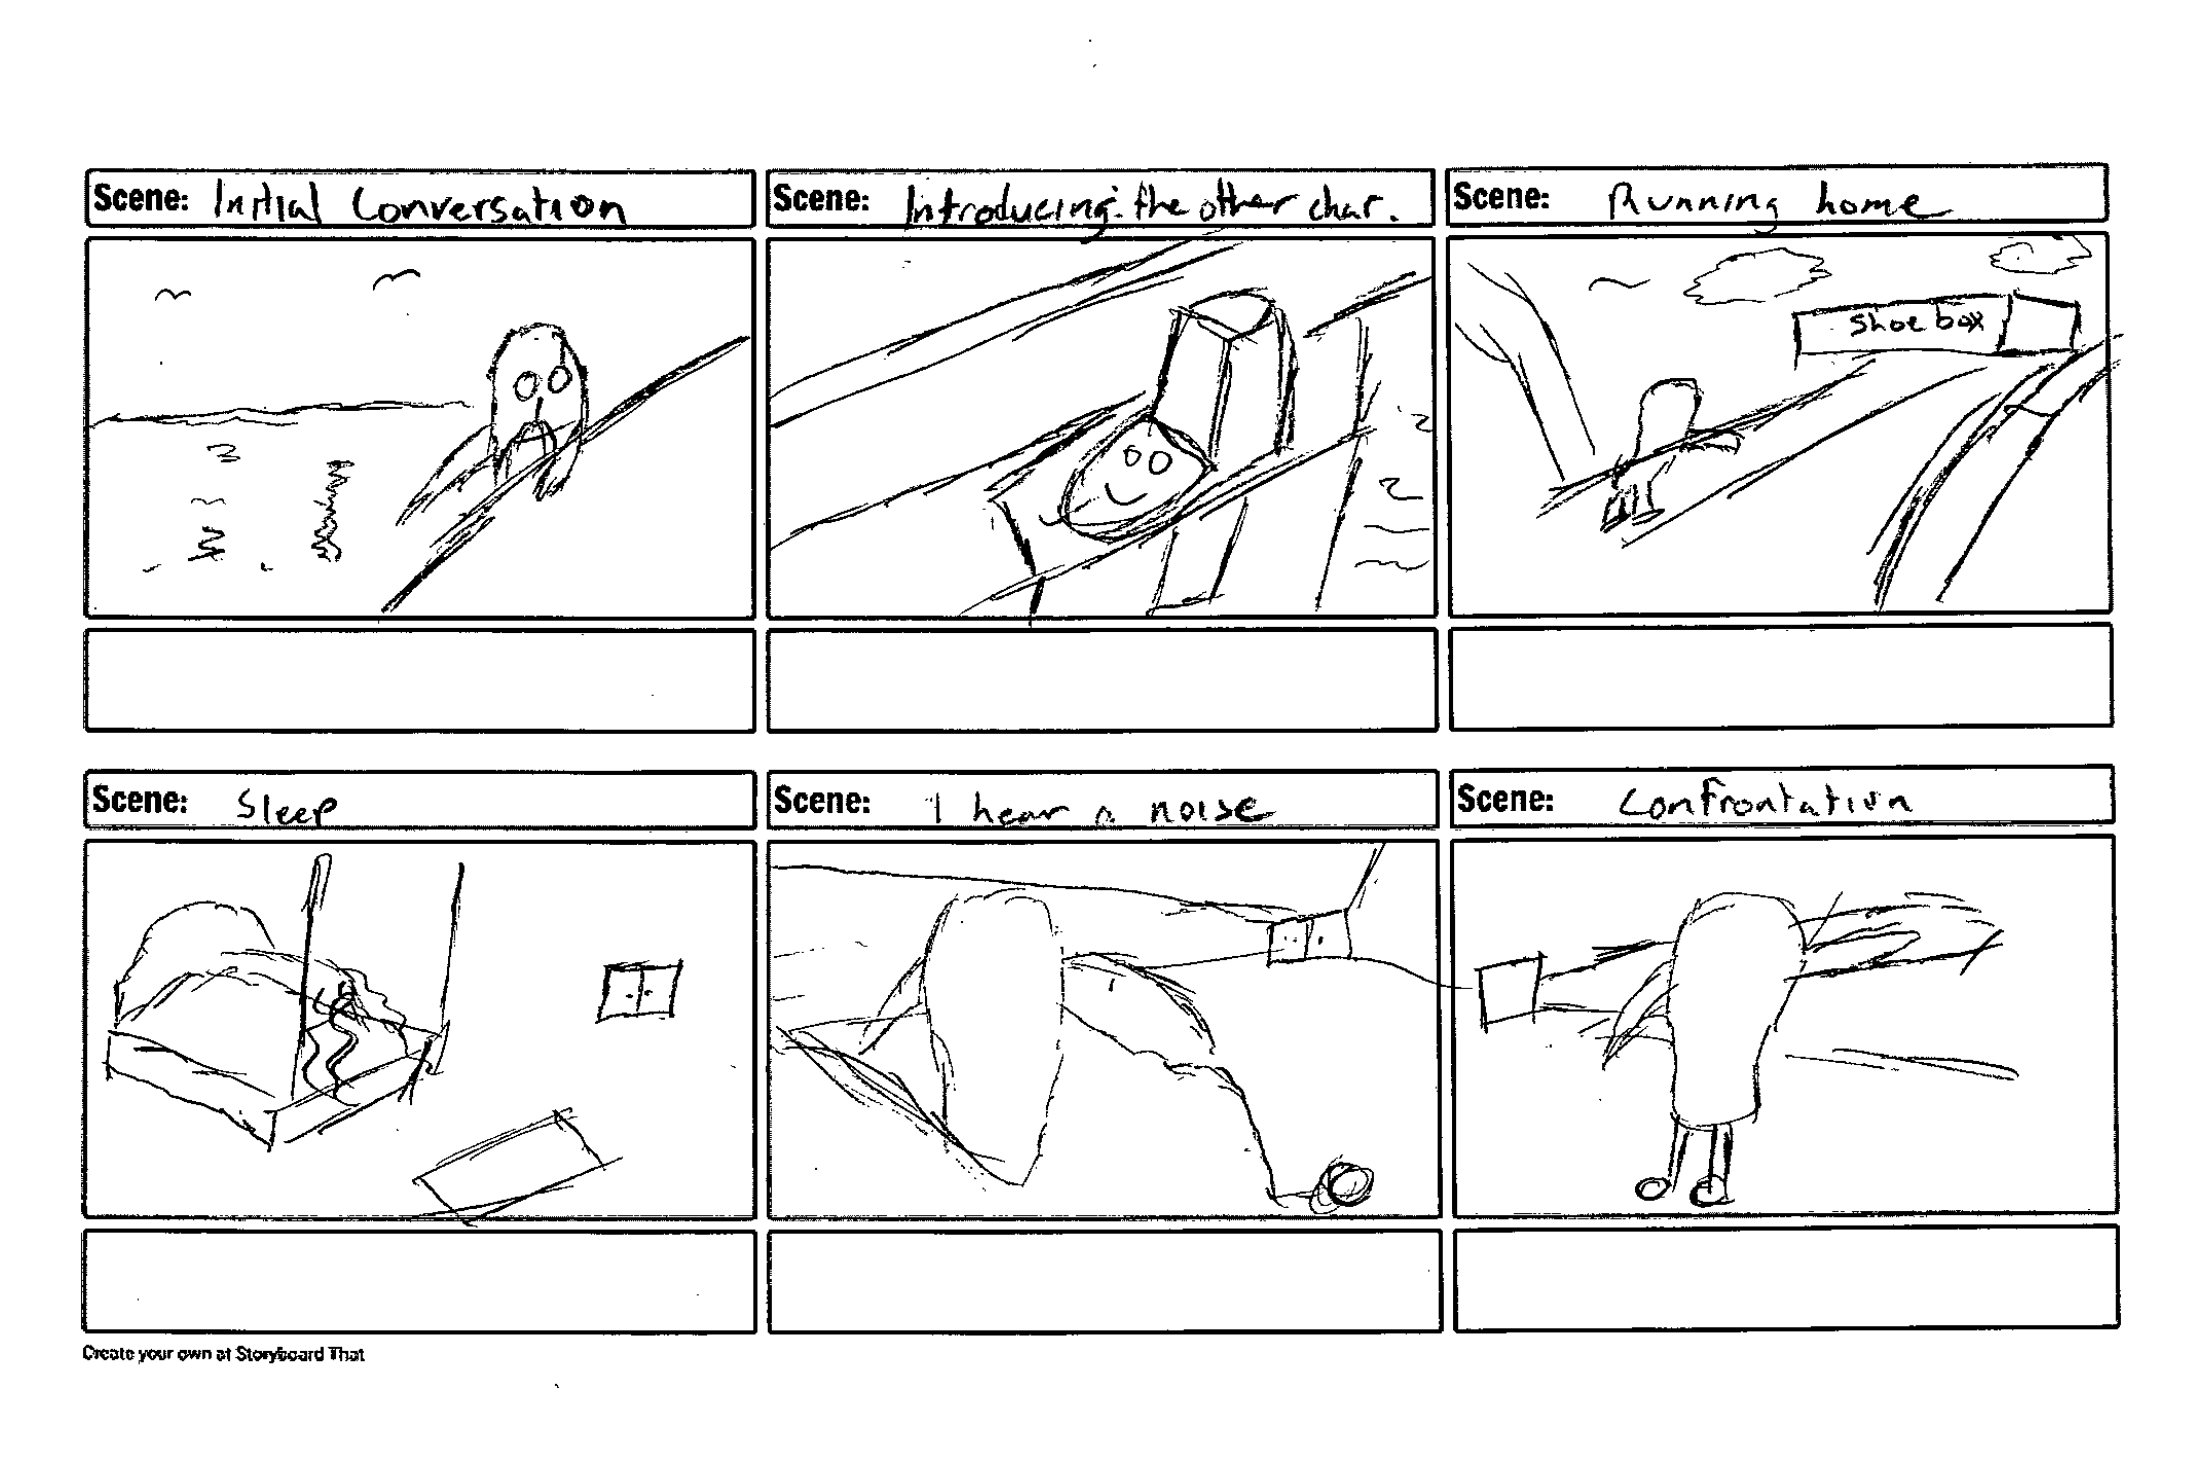 Scene: Initial Conversation
Scene: Introducing the other char.
Scene: Running home
Shoe box
Scene: Sleep
Scene: I hear a noise
Scene: Confrontation
Create your own at Storyboard That